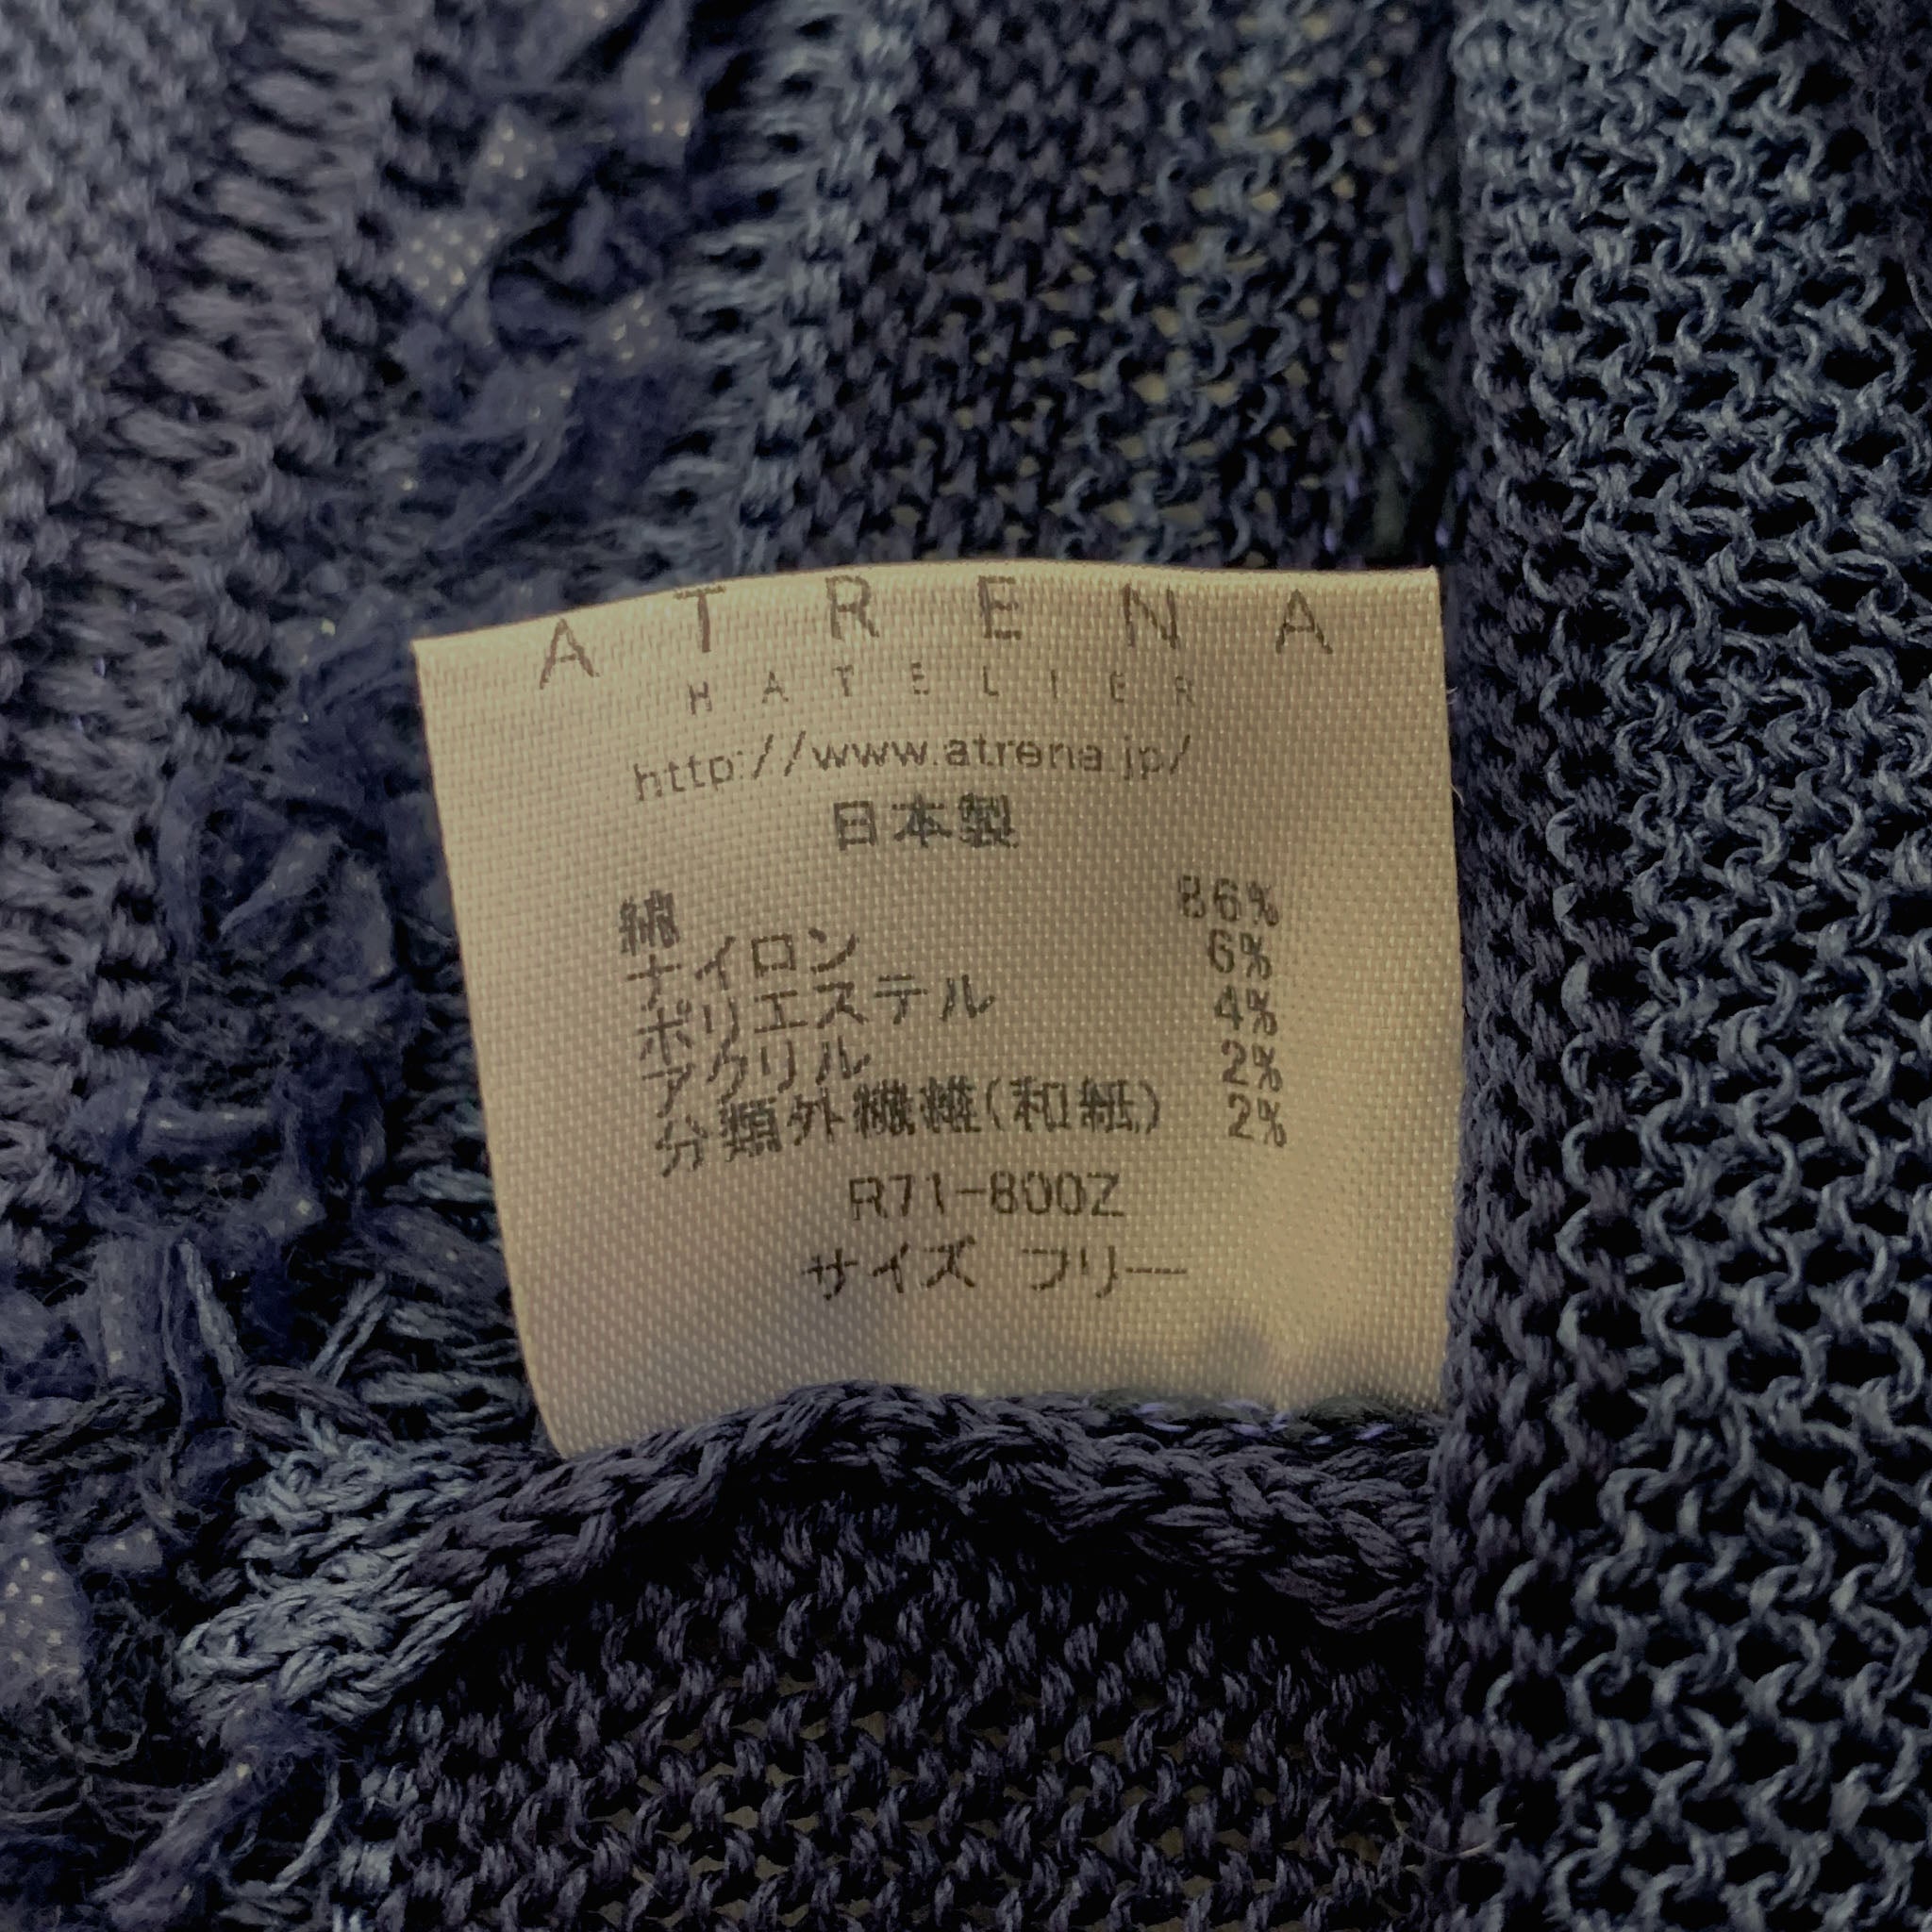 ATRENA
HATELIER
http://www.atrena.jp/
日本製
綿 86%
ナイロン 6%
ポリエステル 4%
アクリル 2%
分類外繊維(和紙) 2%
R71-800Z
サイズ フリー